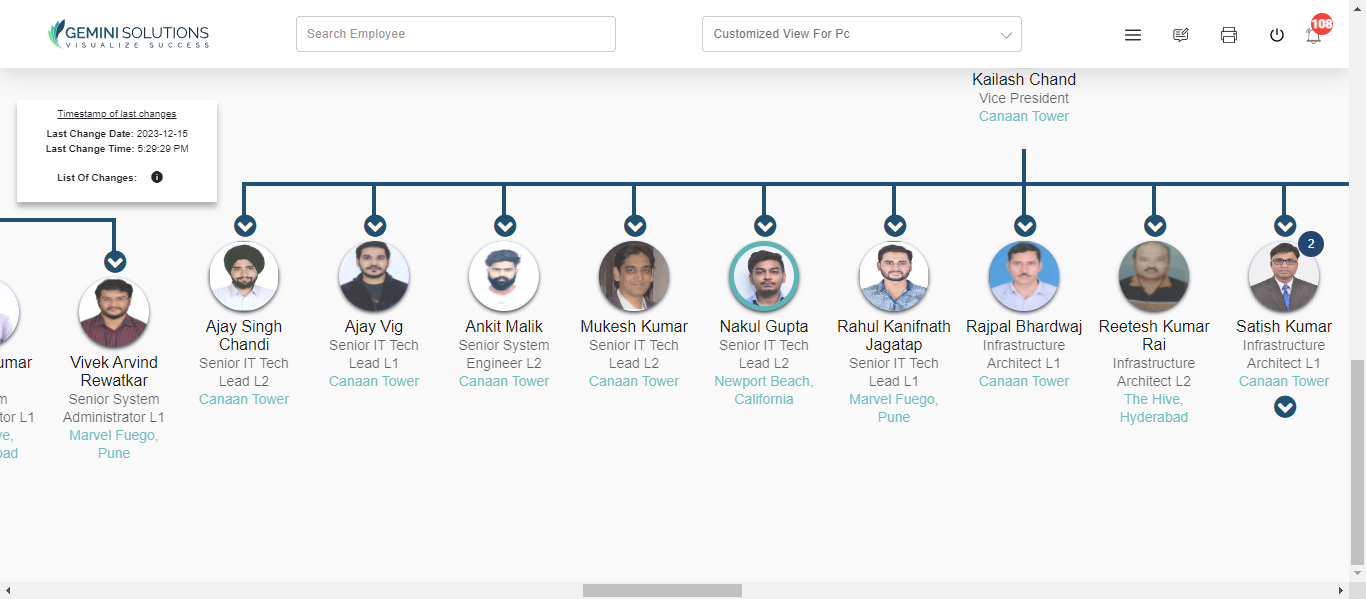 GEMINI SOLUTIONS
VISUALIZE SUCCESS
Search Employee
Customized View For Pc
108
Kailash Chand
Vice President
Canaan Tower
Timestamp of last changes
Last Change Date: 2023-12-15
Last Change Time: 5:29:29 PM
List Of Changes:
Vivek Arvind
Rewatkar
Senior System
Administrator L1
Marvel Fuego,
Pune
Ajay Singh
Chandi
Senior IT Tech
Lead L2
Canaan Tower
Ajay Vig
Senior IT Tech
Lead L1
Canaan Tower
Ankit Malik
Senior System
Engineer L2
Canaan Tower
Mukesh Kumar
Senior IT Tech
Lead L2
Canaan Tower
Nakul Gupta
Senior IT Tech
Lead L2
Newport Beach,
California
Rahul Kanifnath
Jagatap
Senior IT Tech
Lead L1
Marvel Fuego,
Pune
Rajpal Bhardwaj
Infrastructure
Architect L1
Canaan Tower
Reetesh Kumar
Rai
Infrastructure
Architect L2
The Hive,
Hyderabad
2
Satish Kumar
Infrastructure
Architect L1
Canaan Tower